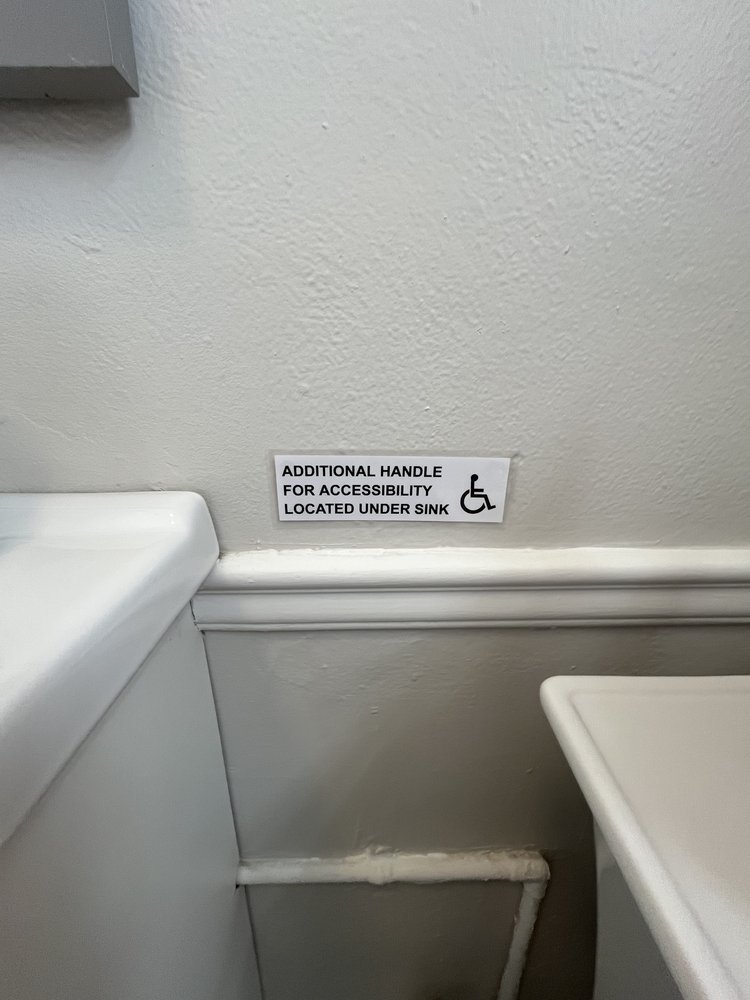 ADDITIONAL HANDLE
FOR ACCESSIBILITY
LOCATED UNDER SINK